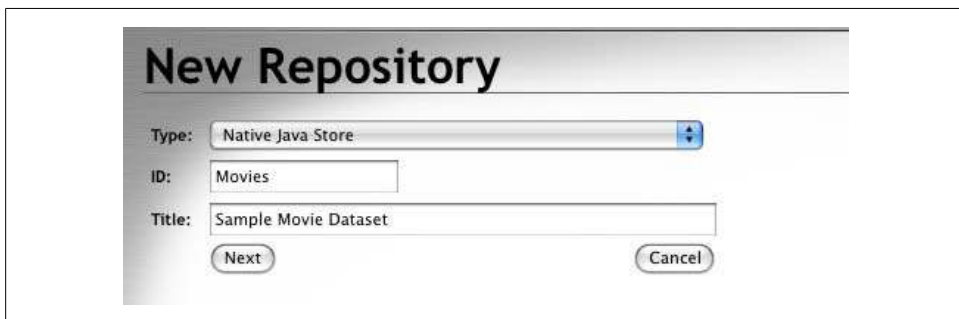 New Repository
Type: Native Java Store
ID: Movies
Title: Sample Movie Dataset
Next Cancel